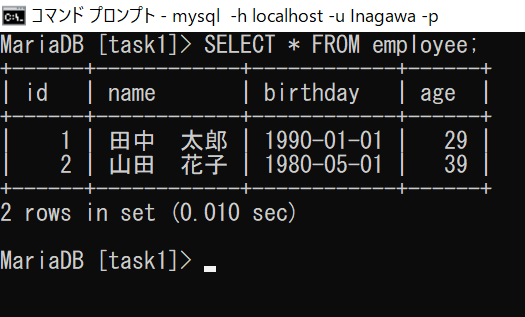 コマンド プロンプト - mysql  -h localhost -u Inagawa -p
MariaDB [task1]> SELECT * FROM employee;
+------+------------+------------+------+
| id   | name       | birthday   | age  |
+------+------------+------------+------+
|    1 | 田中　太郎 | 1990-01-01 |   29 |
|    2 | 山田　花子 | 1980-05-01 |   39 |
+------+------------+------------+------+
2 rows in set (0.010 sec)
MariaDB [task1]>